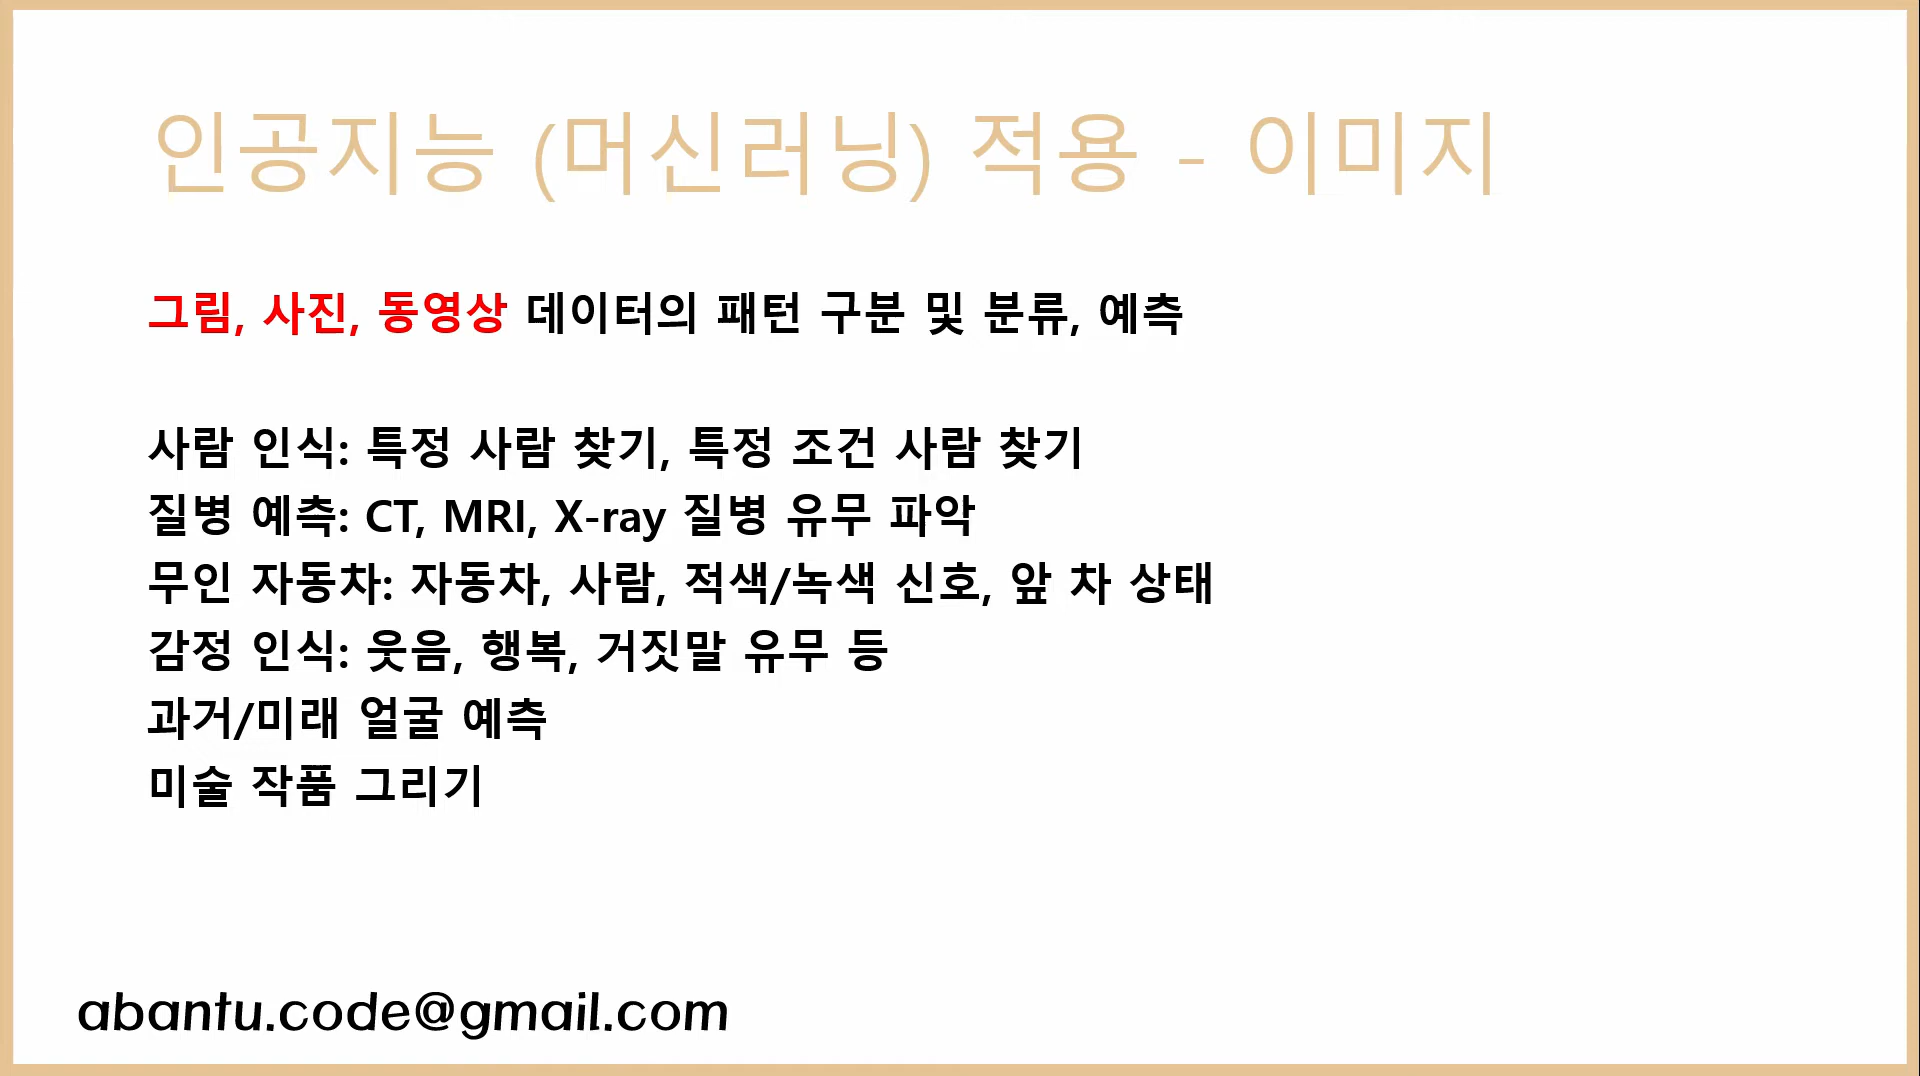 인공지능 (머신러닝) 적용 - 이미지
그림, 사진, 동영상 데이터의 패턴 구분 및 분류, 예측
사람 인식: 특정 사람 찾기, 특정 조건 사람 찾기
질병 예측: CT, MRI, X-ray 질병 유무 파악
무인 자동차: 자동차, 사람, 적색/녹색 신호, 앞 차 상태
감정 인식: 웃음, 행복, 거짓말 유무 등
과거/미래 얼굴 예측
미술 작품 그리기
abantu.code@gmail.com